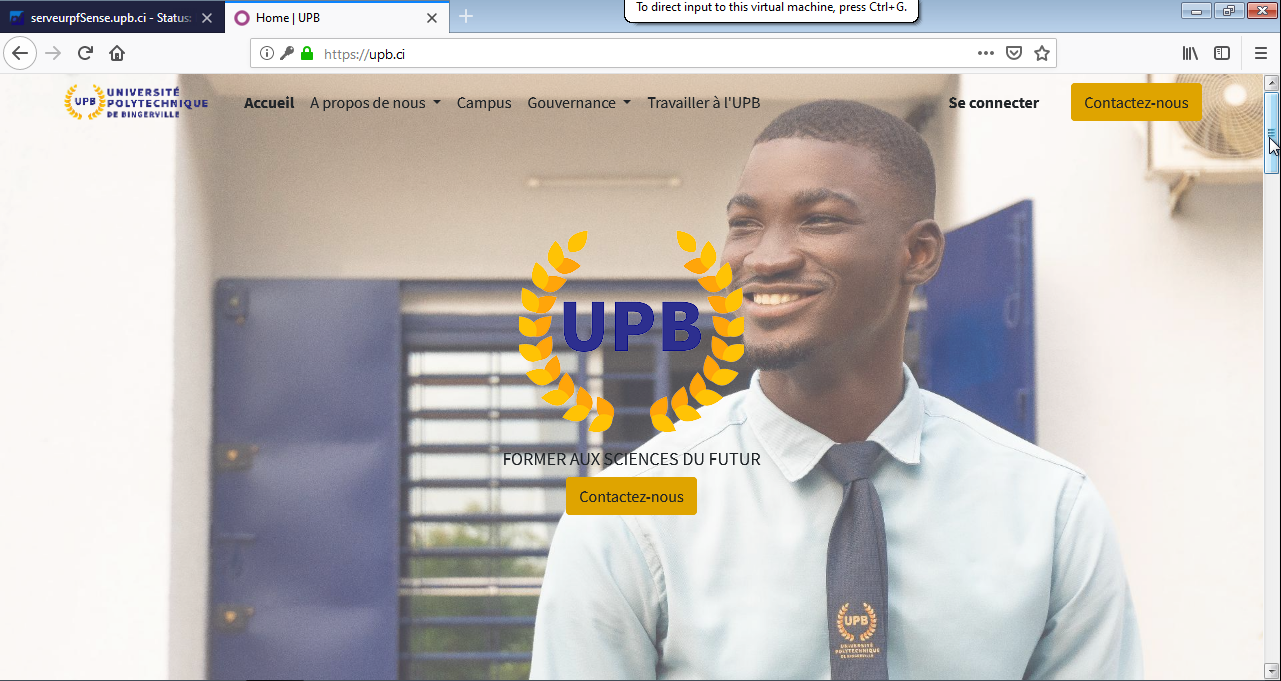 To direct input to this virtual machine, press Ctrl+G.
serveurpfSense.upb.ci - Status:
Home | UPB
https://upb.ci
UPB
UNIVERSITÉ
POLYTECHNIQUE
DE BINGERVILLE
Accueil
A propos de nous
Campus
Gouvernance
Travailler à l'UPB
Se connecter
Contactez-nous
UPB
FORMER AUX SCIENCES DU FUTUR
Contactez-nous
UPB
UNIVERSITÉ
POLYTECHNIQUE
DE BINGERVILLE